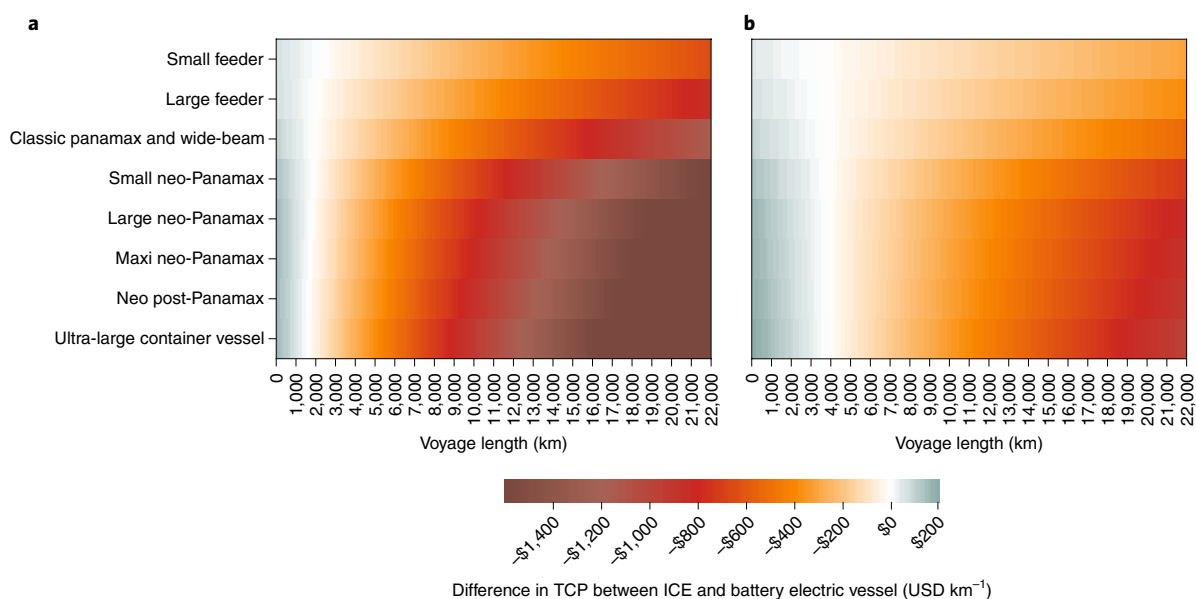 a
b
Small feeder
Large feeder
Classic panamax and wide-beam
Small neo-Panamax
Large neo-Panamax
Maxi neo-Panamax
Neo post-Panamax
Ultra-large container vessel
0 1,000 2,000 3,000 4,000 5,000 6,000 7,000 8,000 9,000 10,000 11,000 12,000 13,000 14,000 15,000 16,000 17,000 18,000 19,000 20,000 21,000 22,000
0 1,000 2,000 3,000 4,000 5,000 6,000 7,000 8,000 9,000 10,000 11,000 12,000 13,000 14,000 15,000 16,000 17,000 18,000 19,000 20,000 21,000 22,000
Voyage length (km)
Voyage length (km)
–$1,400 –$1,200 –$1,000 –$800 –$600 –$400 –$200 $0 $200
Difference in TCP between ICE and battery electric vessel (USD km⁻¹)